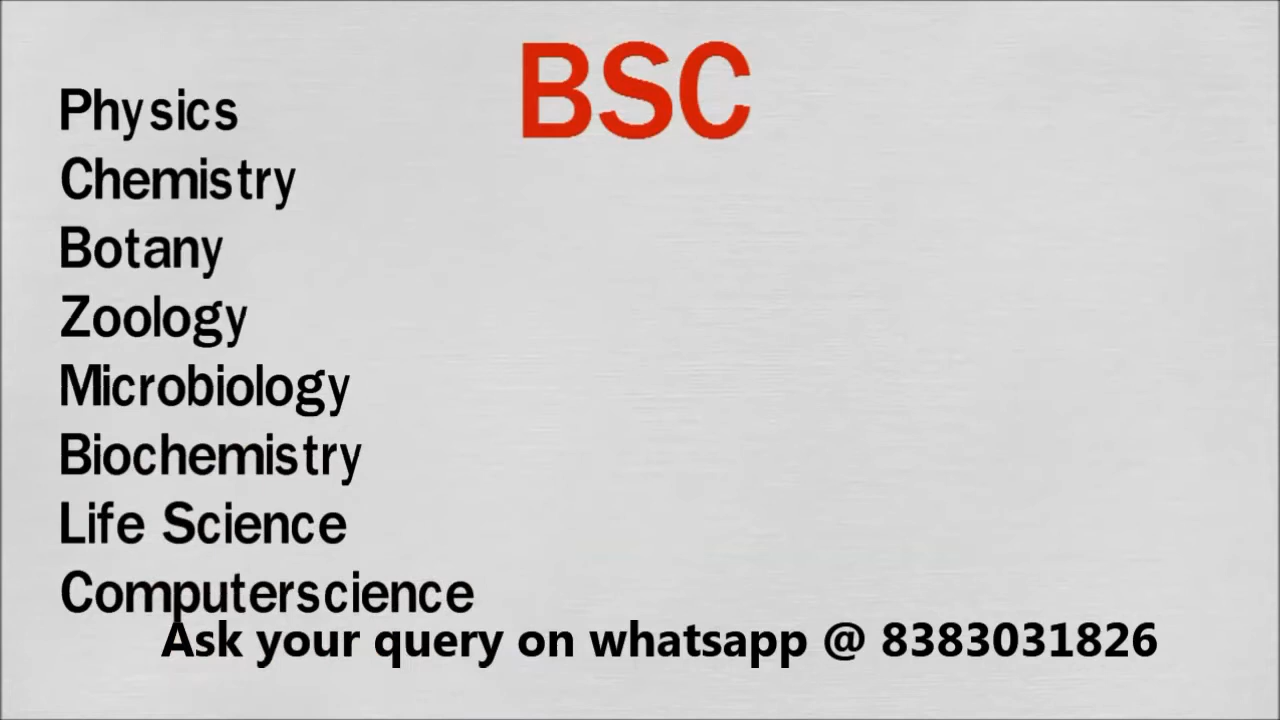 BSC
Physics
Chemistry
Botany
Zoology
Microbiology
Biochemistry
Life Science
Computerscience
Ask your query on whatsapp @ 8383031826